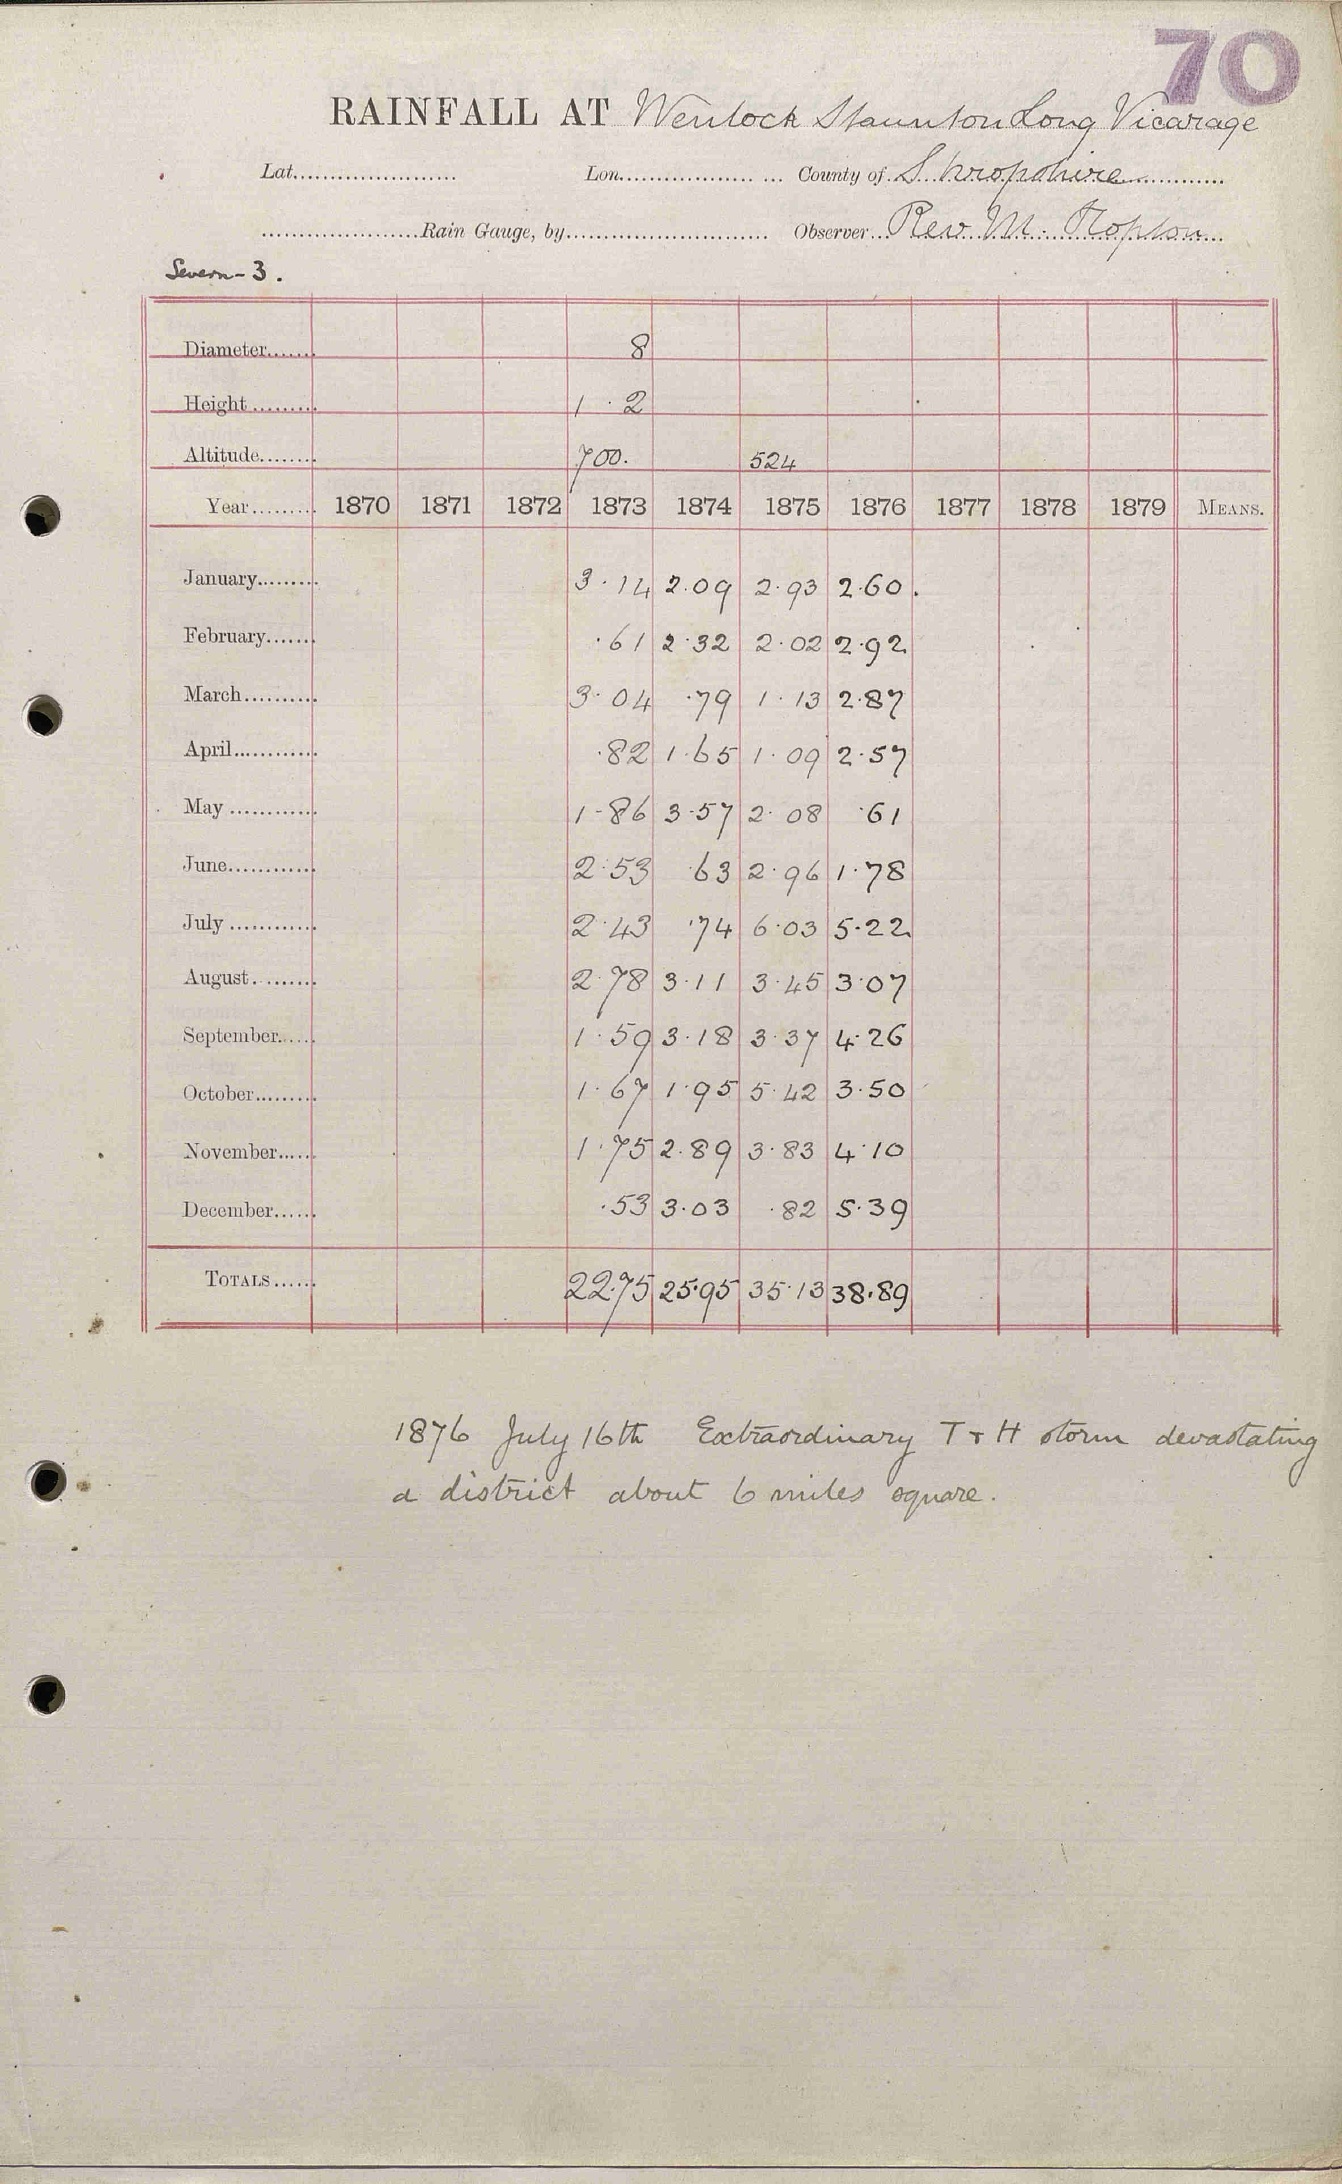 70
RAINFALL AT Wenlock Staunton Long Vicarage
Lat...................... Lon.................. ... County of Shropshire
.....................Rain Gauge, by........................... Observer Rev M. Hopton
Severn - 3.
Diameter....... 8
Height ......... 1 . 2
Altitude........ 700. 524
Year......... 1870 1871 1872 1873 1874 1875 1876 1877 1878 1879 MEANS.
January......... 3.14 2.09 2.93 2.60.
February....... .61 2.32 2.02 2.92
March.......... 3.04 .79 1.13 2.87
April............ .82 1.65 1.09 2.57
May ............ 1-86 3.57 2.08 .61
June............ 2.53 .63 2.96 1.78
July ............ 2.43 .74 6.03 5.22
August......... 2.78 3.11 3.45 3.07
September...... 1.59 3.18 3.37 4.26
October......... 1.67 1.95 5.42 3.50
November...... 1.75 2.89 3.83 4.10
December...... .53 3.03 .82 5.39
TOTALS...... 22.75 25.95 35.13 38.89
1876 July 16th Extraordinary T & H storm devastating
a district about 6 miles square.